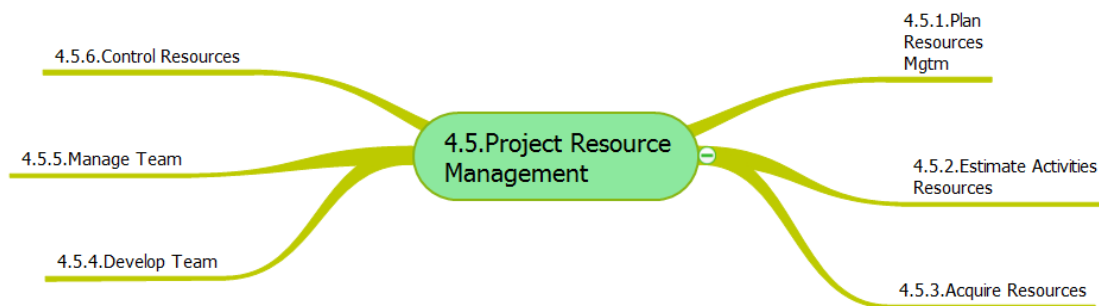 4.5.Project Resource
Management
4.5.1.Plan
Resources
Mgtm
4.5.2.Estimate Activities
Resources
4.5.3.Acquire Resources
4.5.4.Develop Team
4.5.5.Manage Team
4.5.6.Control Resources